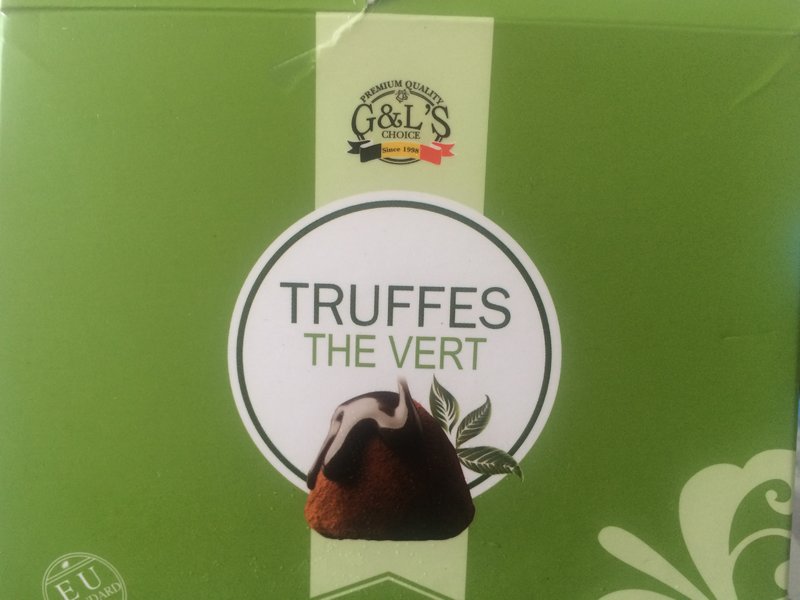 PREMIUM QUALITY
G&L'S
CHOICE
Since 1998
TRUFFES
THE VERT
EU